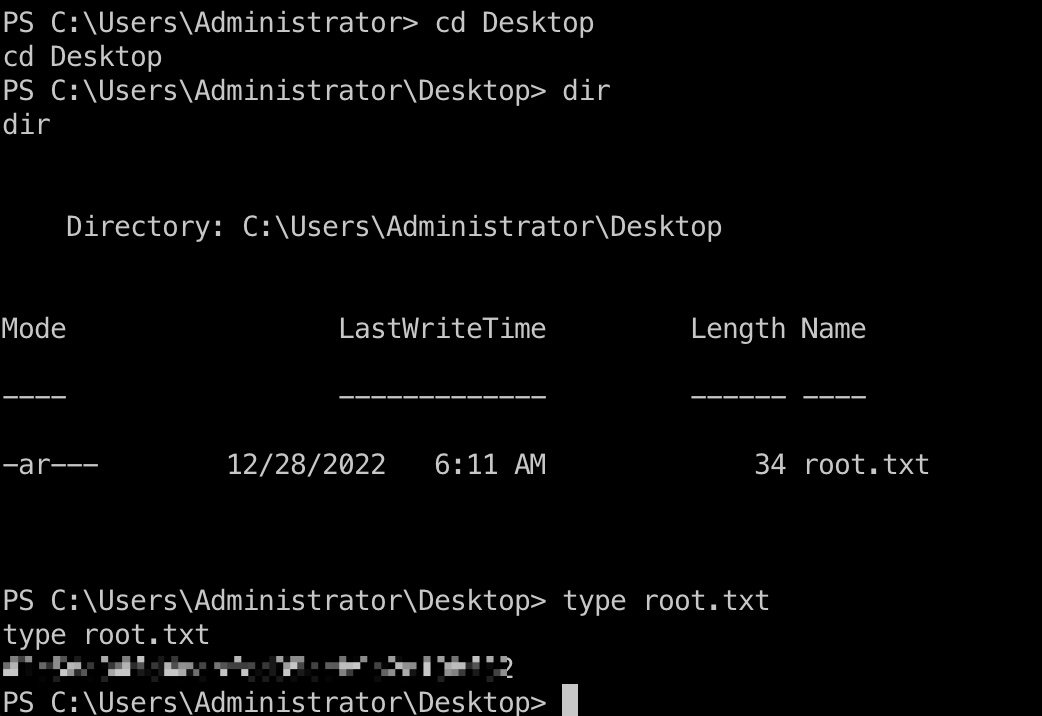 PS C:\Users\Administrator> cd Desktop
cd Desktop
PS C:\Users\Administrator\Desktop> dir
dir
Directory: C:\Users\Administrator\Desktop
Mode LastWriteTime Length Name
---- ------------- ------ ----
-ar--- 12/28/2022 6:11 AM 34 root.txt
PS C:\Users\Administrator\Desktop> type root.txt
type root.txt
PS C:\Users\Administrator\Desktop>